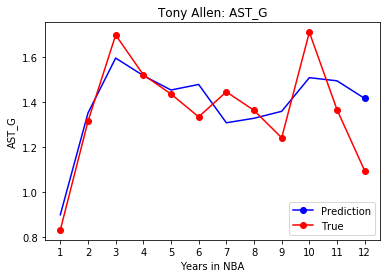 Tony Allen: AST_G
AST_G
1.6
1.4
1.2
1.0
0.8
Prediction
True
1 2 3 4 5 6 7 8 9 10 11 12
Years in NBA